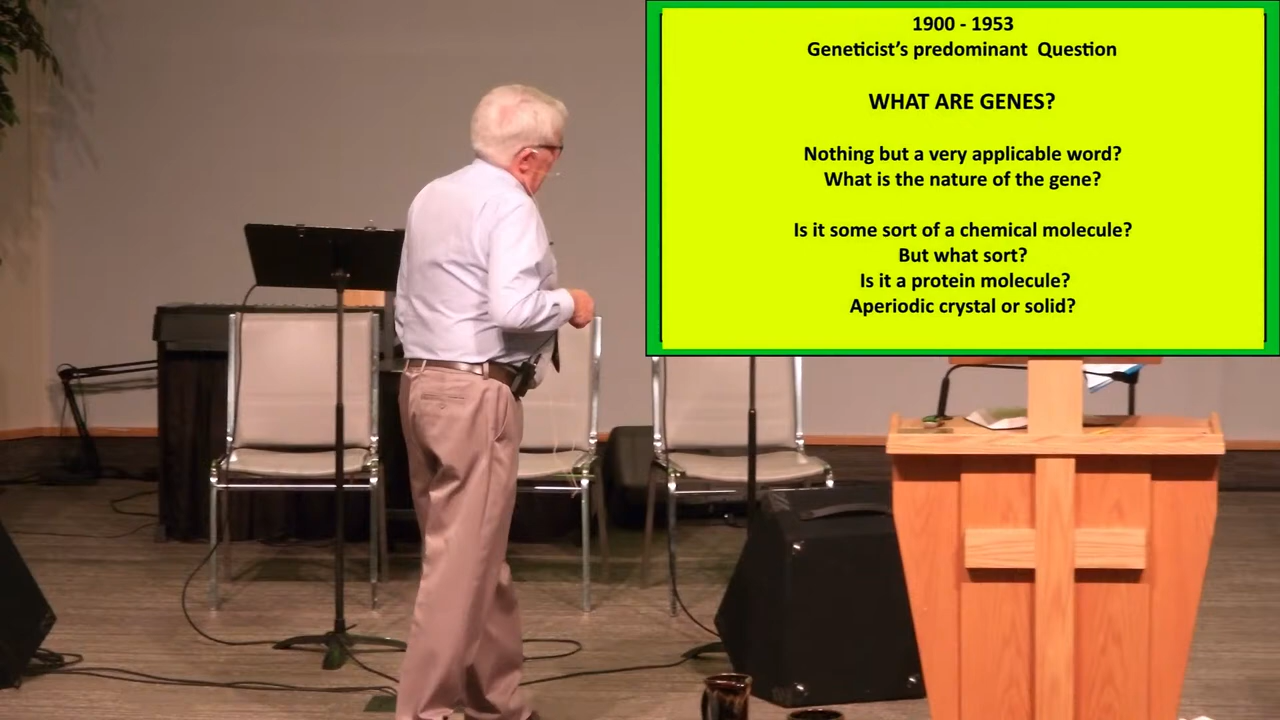 1900 - 1953
Geneticist's predominant Question
WHAT ARE GENES?
Nothing but a very applicable word?
What is the nature of the gene?
Is it some sort of a chemical molecule?
But what sort?
Is it a protein molecule?
Aperiodic crystal or solid?